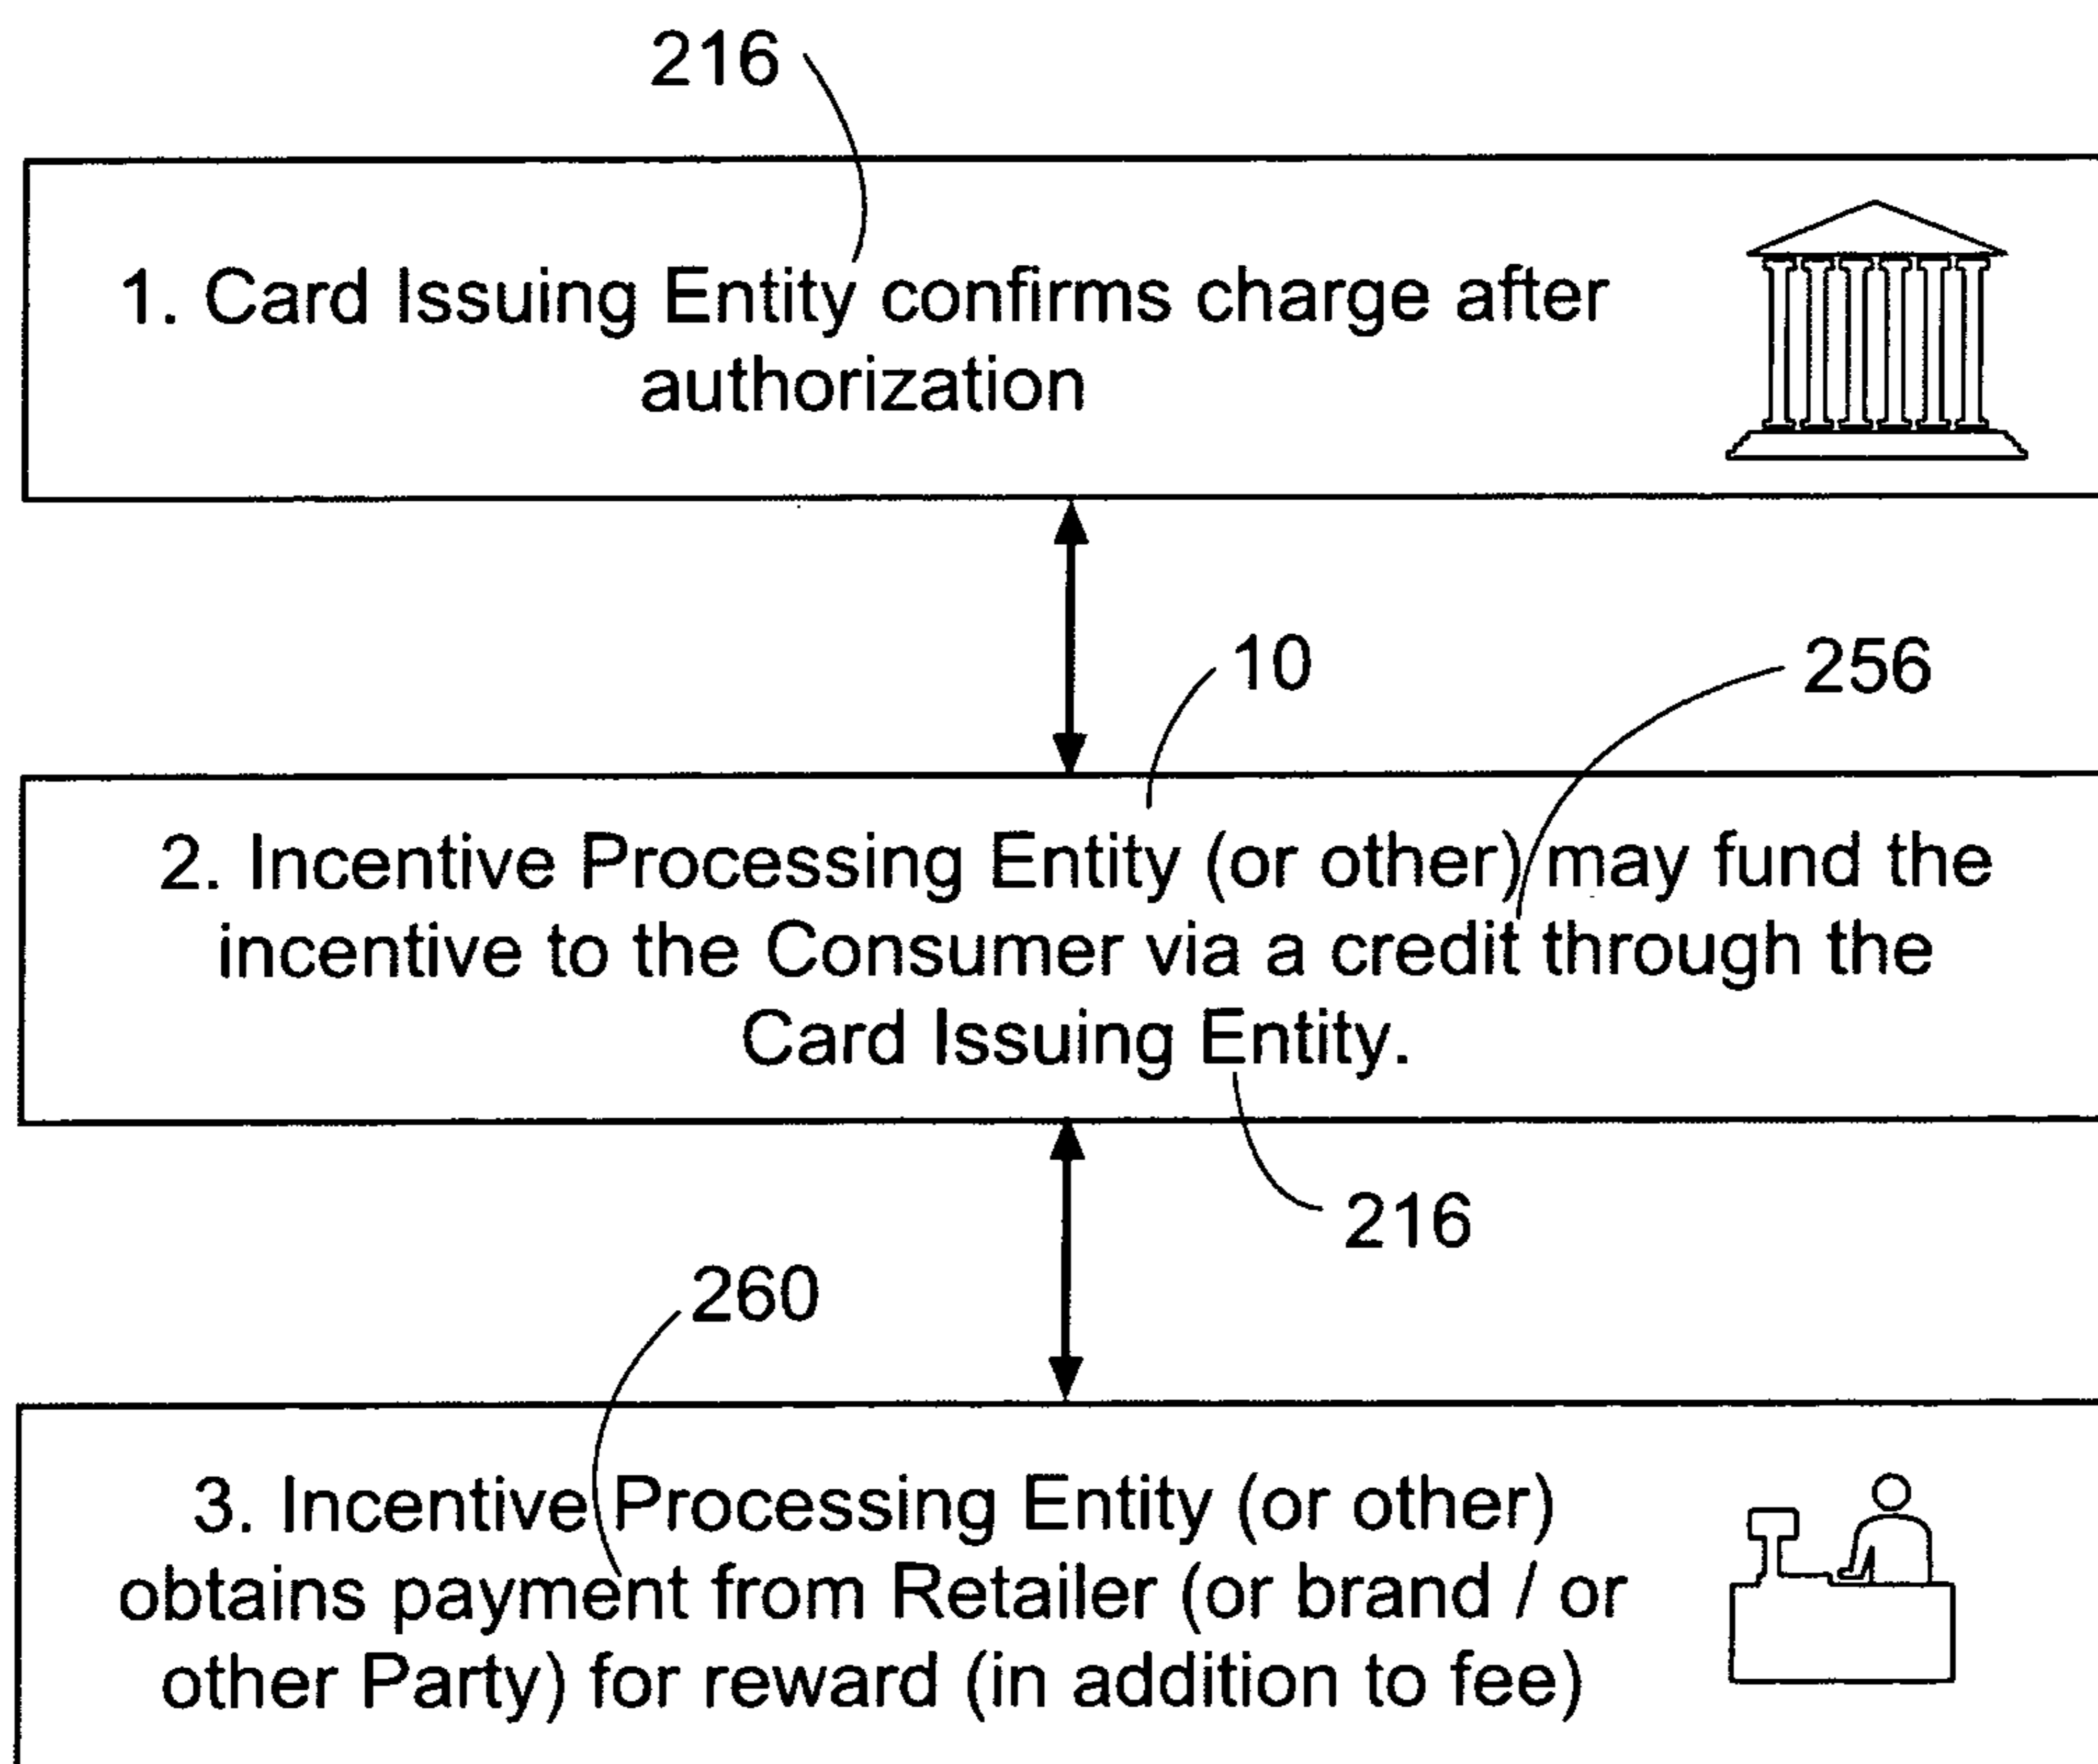 216
1. Card Issuing Entity confirms charge after
authorization
10
256
2. Incentive Processing Entity (or other) may fund the
incentive to the Consumer via a credit through the
Card Issuing Entity.
216
260
3. Incentive Processing Entity (or other)
obtains payment from Retailer (or brand / or
other Party) for reward (in addition to fee)